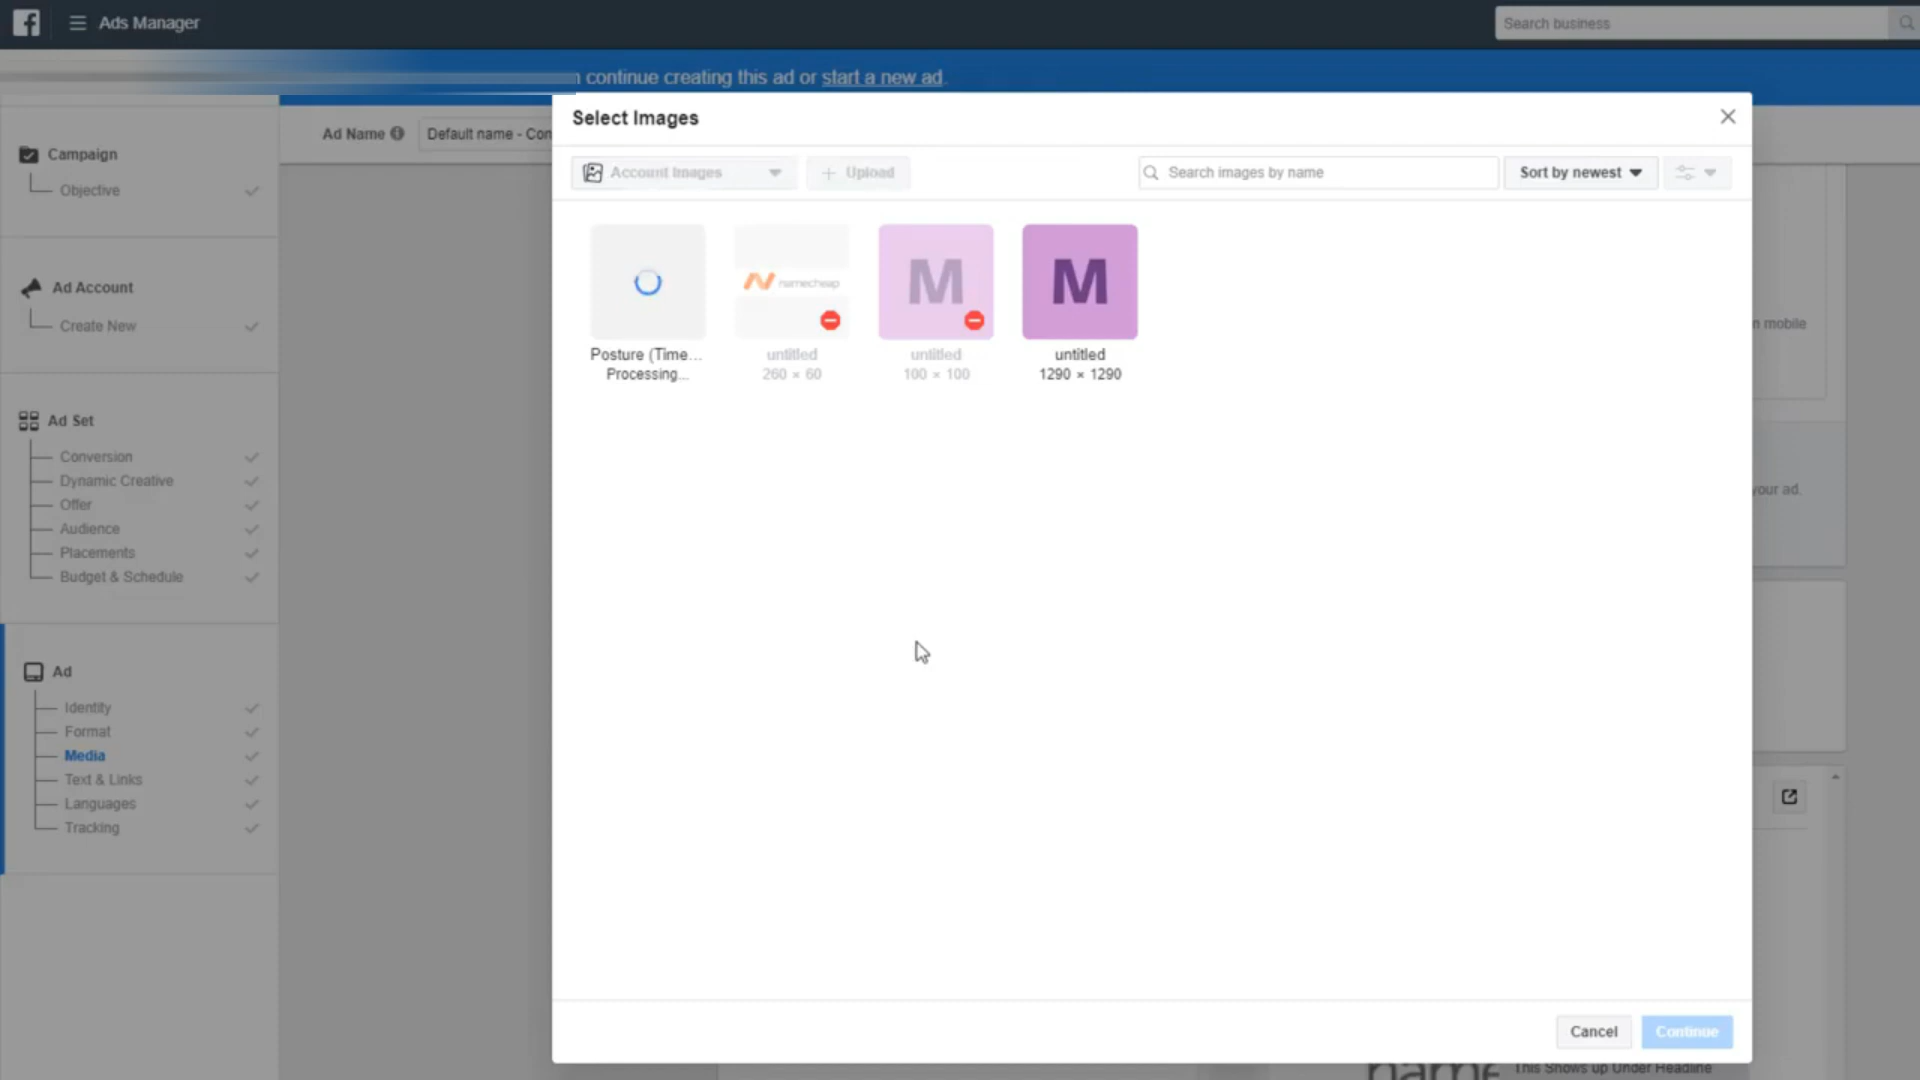 Ads Manager
Search business
continue creating this ad or start a new ad.
Select Images
Ad Name
Default name - Con
Campaign
Objective
Account Images
Upload
Search images by name
Sort by newest
Ad Account
Create New
M
M
namecheap
Posture (Time...
Processing...
untitled
260 × 60
untitled
100 × 100
untitled
1290 × 1290
n mobile
Ad Set
Conversion
Dynamic Creative
Offer
Audience
Placements
Budget & Schedule
your ad.
Ad
Identity
Format
Media
Text & Links
Languages
Tracking
Cancel
Continue
name
This Shows up Under Headline